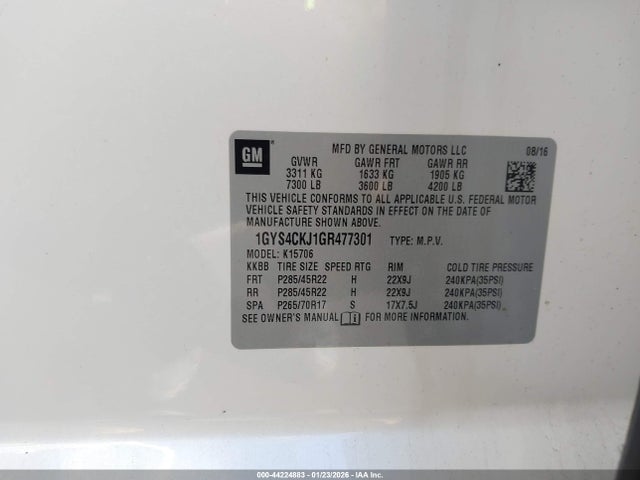 GM
MFD BY GENERAL MOTORS LLC
08/16
GVWR GAWR FRT GAWR RR
3311 KG 1633 KG 1905 KG
7300 LB 3600 LB 4200 LB
THIS VEHICLE CONFORMS TO ALL APPLICABLE U.S. FEDERAL MOTOR
VEHICLE SAFETY STANDARDS IN EFFECT ON THE DATE OF
MANUFACTURE SHOWN ABOVE.
1GYS4CKJ1GR477301 TYPE: M.P.V.
MODEL: K15706
KKBB TIRE SIZE SPEED RTG RIM COLD TIRE PRESSURE
FRT P285/45R22 H 22X9J 240KPA(35PSI)
RR P285/45R22 H 22X9J 240KPA(35PSI)
SPA P265/70R17 S 17X7.5J 240KPA(35PSI)
SEE OWNER'S MANUAL FOR MORE INFORMATION.
000-44224883 - 01/23/2026 - IAA Inc.